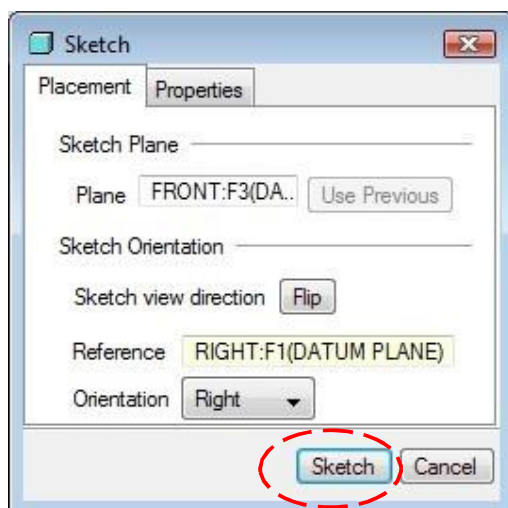 Sketch
Placement Properties
Sketch Plane
Plane FRONT:F3(DA.. Use Previous
Sketch Orientation
Sketch view direction Flip
Reference RIGHT:F1(DATUM PLANE)
Orientation Right
Sketch Cancel